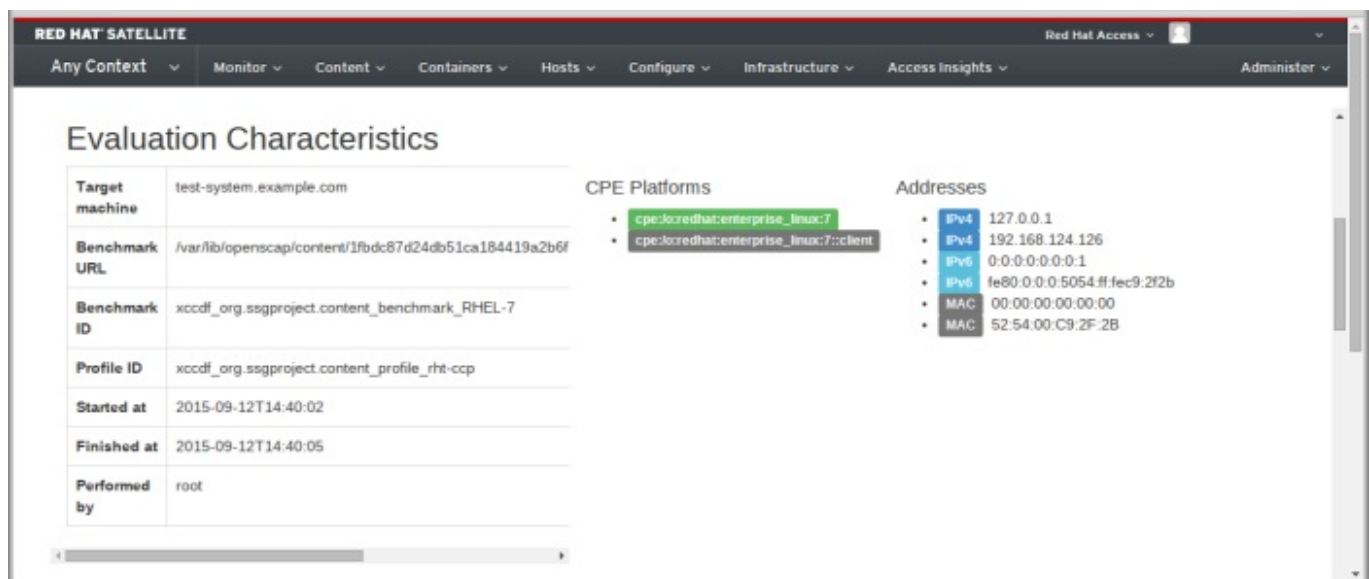 RED HAT SATELLITE
Red Hat Access
Any Context Monitor Content Containers Hosts Configure Infrastructure Access Insights Administer
Evaluation Characteristics
Target machine test-system.example.com
Benchmark URL /var/lib/openscap/content/1fbdc87d24db51ca184419a2b6f
Benchmark ID xccdf_org.ssgproject.content_benchmark_RHEL-7
Profile ID xccdf_org.ssgproject.content_profile_rht-ccp
Started at 2015-09-12T14:40:02
Finished at 2015-09-12T14:40:05
Performed by root
CPE Platforms
cpe:/o:redhat:enterprise_linux:7
cpe:/o:redhat:enterprise_linux:7::client
Addresses
IPv4 127.0.0.1
IPv4 192.168.124.126
IPv6 0:0:0:0:0:0:0:1
IPv6 fe80:0:0:0:5054:ff:fec9:2f2b
MAC 00:00:00:00:00:00
MAC 52:54:00:C9:2F:2B